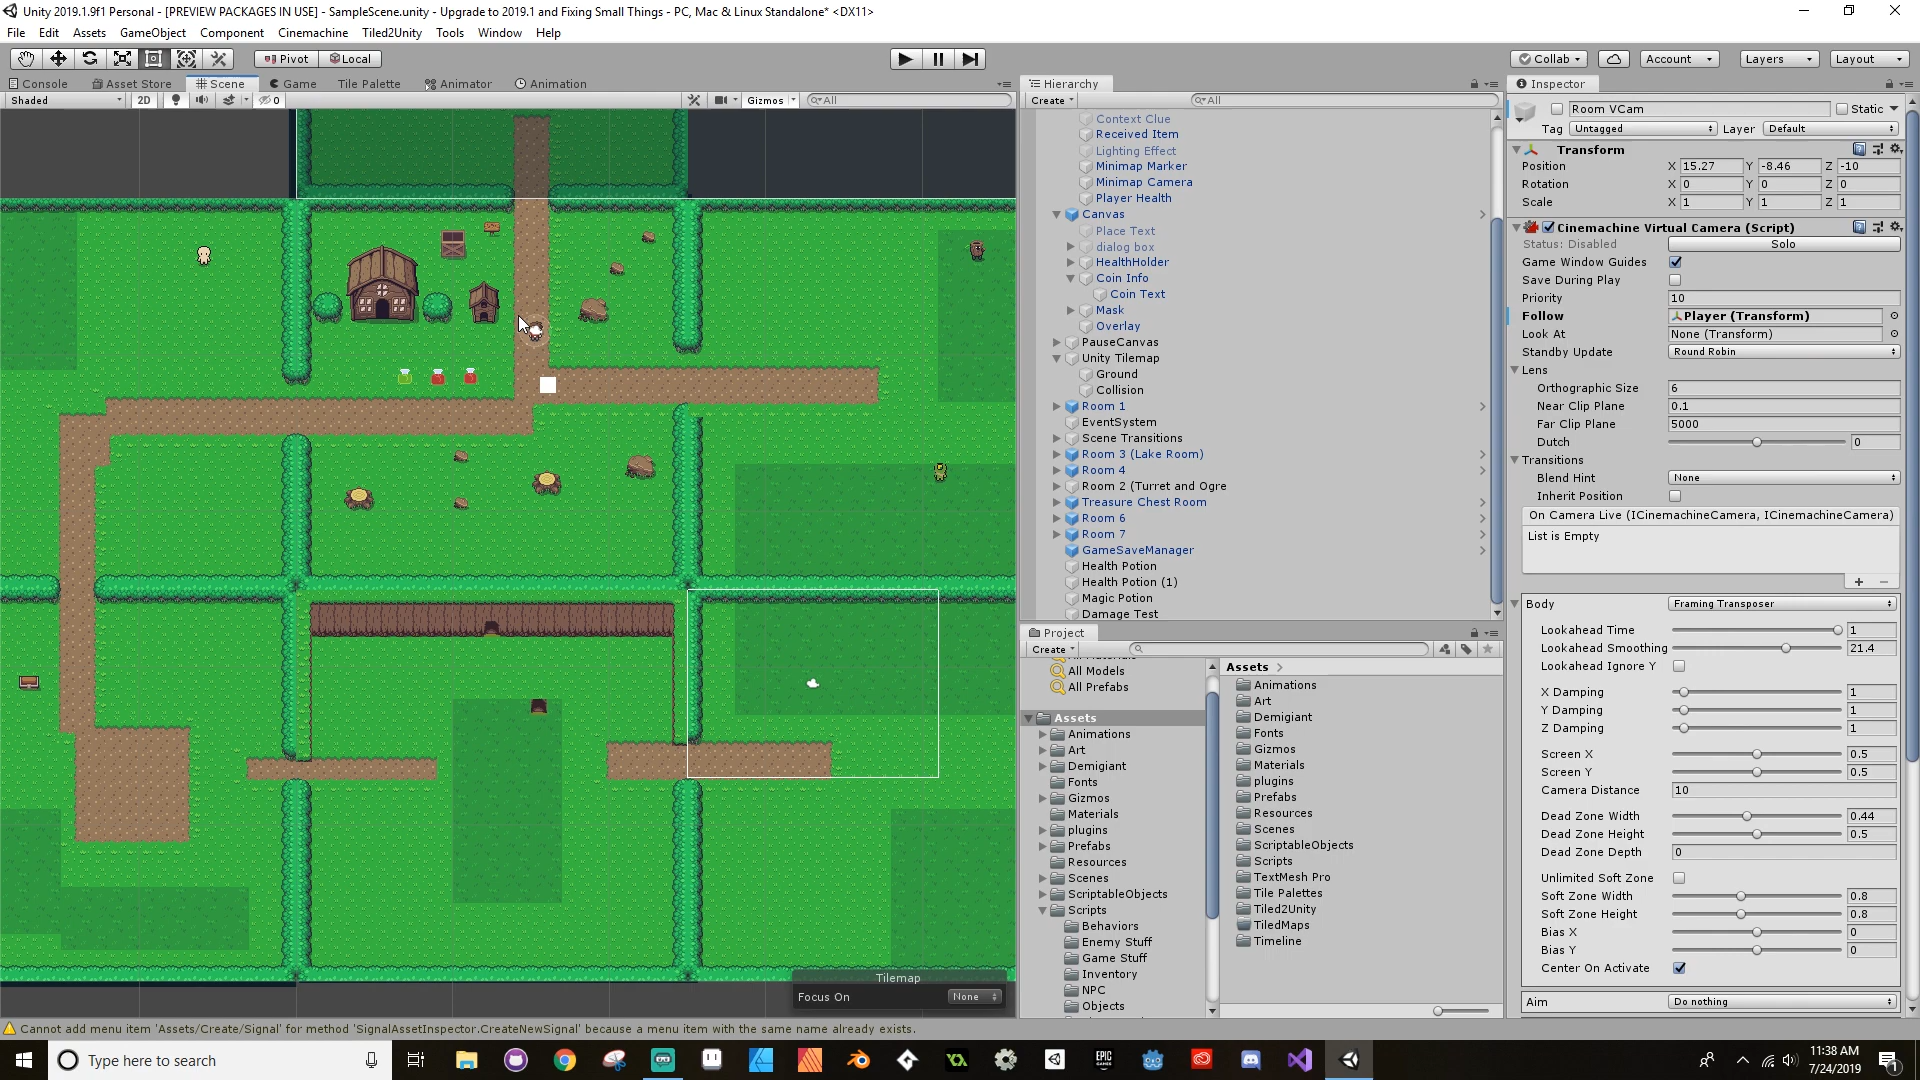 Unity 2019.1.9f1 Personal - [PREVIEW PACKAGES IN USE] - SampleScene.unity - Upgrade to 2019.1 and Fixing Small Things - PC, Mac & Linux Standalone* <DX11>
File Edit Assets GameObject Component Cinemachine Tiled2Unity Tools Window Help
Pivot Local Collab Account Layers Layout
Console Asset Store Scene Game Tile Palette Animator Animation
Shaded 2D 0 Gizmos All
Hierarchy
Create All
Context Clue
Received Item
Lighting Effect
Minimap Marker
Minimap Camera
Player Health
Canvas
Place Text
dialog box
HealthHolder
Coin Info
Coin Text
Mask
Overlay
PauseCanvas
Unity Tilemap
Ground
Collision
Room 1
EventSystem
Scene Transitions
Room 3 (Lake Room)
Room 4
Room 2 (Turret and Ogre
Treasure Chest Room
Room 6
Room 7
GameSaveManager
Health Potion
Health Potion (1)
Magic Potion
Damage Test
Project
Create
All Models
All Prefabs
Assets
Animations
Art
Demigiant
Fonts
Gizmos
Materials
plugins
Prefabs
Resources
Scenes
ScriptableObjects
Scripts
Behaviors
Enemy Stuff
Game Stuff
Inventory
NPC
Objects
Assets
Animations
Art
Demigiant
Fonts
Gizmos
Materials
plugins
Prefabs
Resources
Scenes
ScriptableObjects
Scripts
TextMesh Pro
Tile Palettes
Tiled2Unity
TiledMaps
Timeline
Inspector
Room VCam Static
Tag Untagged Layer Default
Transform
Position X 15.27 Y -8.46 Z -10
Rotation X 0 Y 0 Z 0
Scale X 1 Y 1 Z 1
Cinemachine Virtual Camera (Script)
Status: Disabled Solo
Game Window Guides
Save During Play
Priority 10
Follow Player (Transform)
Look At None (Transform)
Standby Update Round Robin
Lens
Orthographic Size 6
Near Clip Plane 0.1
Far Clip Plane 5000
Dutch 0
Transitions
Blend Hint None
Inherit Position
On Camera Live (ICinemachineCamera, ICinemachineCamera)
List is Empty
Body Framing Transposer
Lookahead Time 1
Lookahead Smoothing 21.4
Lookahead Ignore Y
X Damping 1
Y Damping 1
Z Damping 1
Screen X 0.5
Screen Y 0.5
Camera Distance 10
Dead Zone Width 0.44
Dead Zone Height 0.5
Dead Zone Depth 0
Unlimited Soft Zone
Soft Zone Width 0.8
Soft Zone Height 0.8
Bias X 0
Bias Y 0
Center On Activate
Aim Do nothing
Tilemap
Focus On None
Cannot add menu item 'Assets/Create/Signal' for method 'SignalAssetInspector.CreateNewSignal' because a menu item with the same name already exists.
Type here to search
EPIC GAMES
11:38 AM
7/24/2019
1